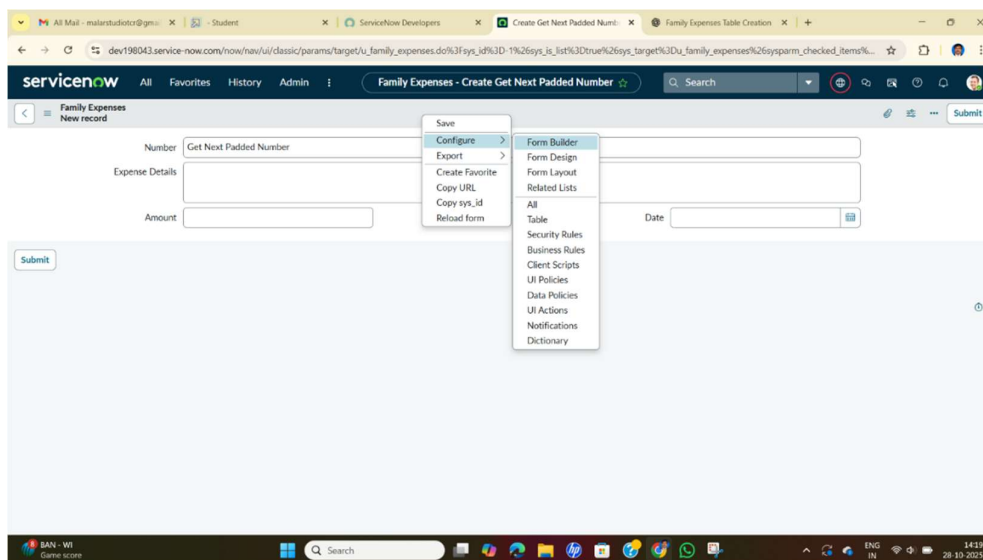 All Mail - malarstudiotcr@gma
- Student
ServiceNow Developers
Create Get Next Padded Numb
Family Expenses Table Creation
dev198043.service-now.com/now/nav/ui/classic/params/target/u_family_expenses.do%3Fsys_id%3D-1%26sys_is_list%3Dtrue%26sys_target%3Du_family_expenses%26sysparm_checked_items%...
servicenow All Favorites History Admin Family Expenses - Create Get Next Padded Number Search
Family Expenses
New record
Submit
Number Get Next Padded Number
Expense Details
Amount
Date
Save
Configure
Export
Create Favorite
Copy URL
Copy sys_id
Reload form
Form Builder
Form Design
Form Layout
Related Lists
All
Table
Security Rules
Business Rules
Client Scripts
UI Policies
Data Policies
UI Actions
Notifications
Dictionary
Submit
BAN - WI
Game score
Search
ENG
IN
14:19
28-10-2025